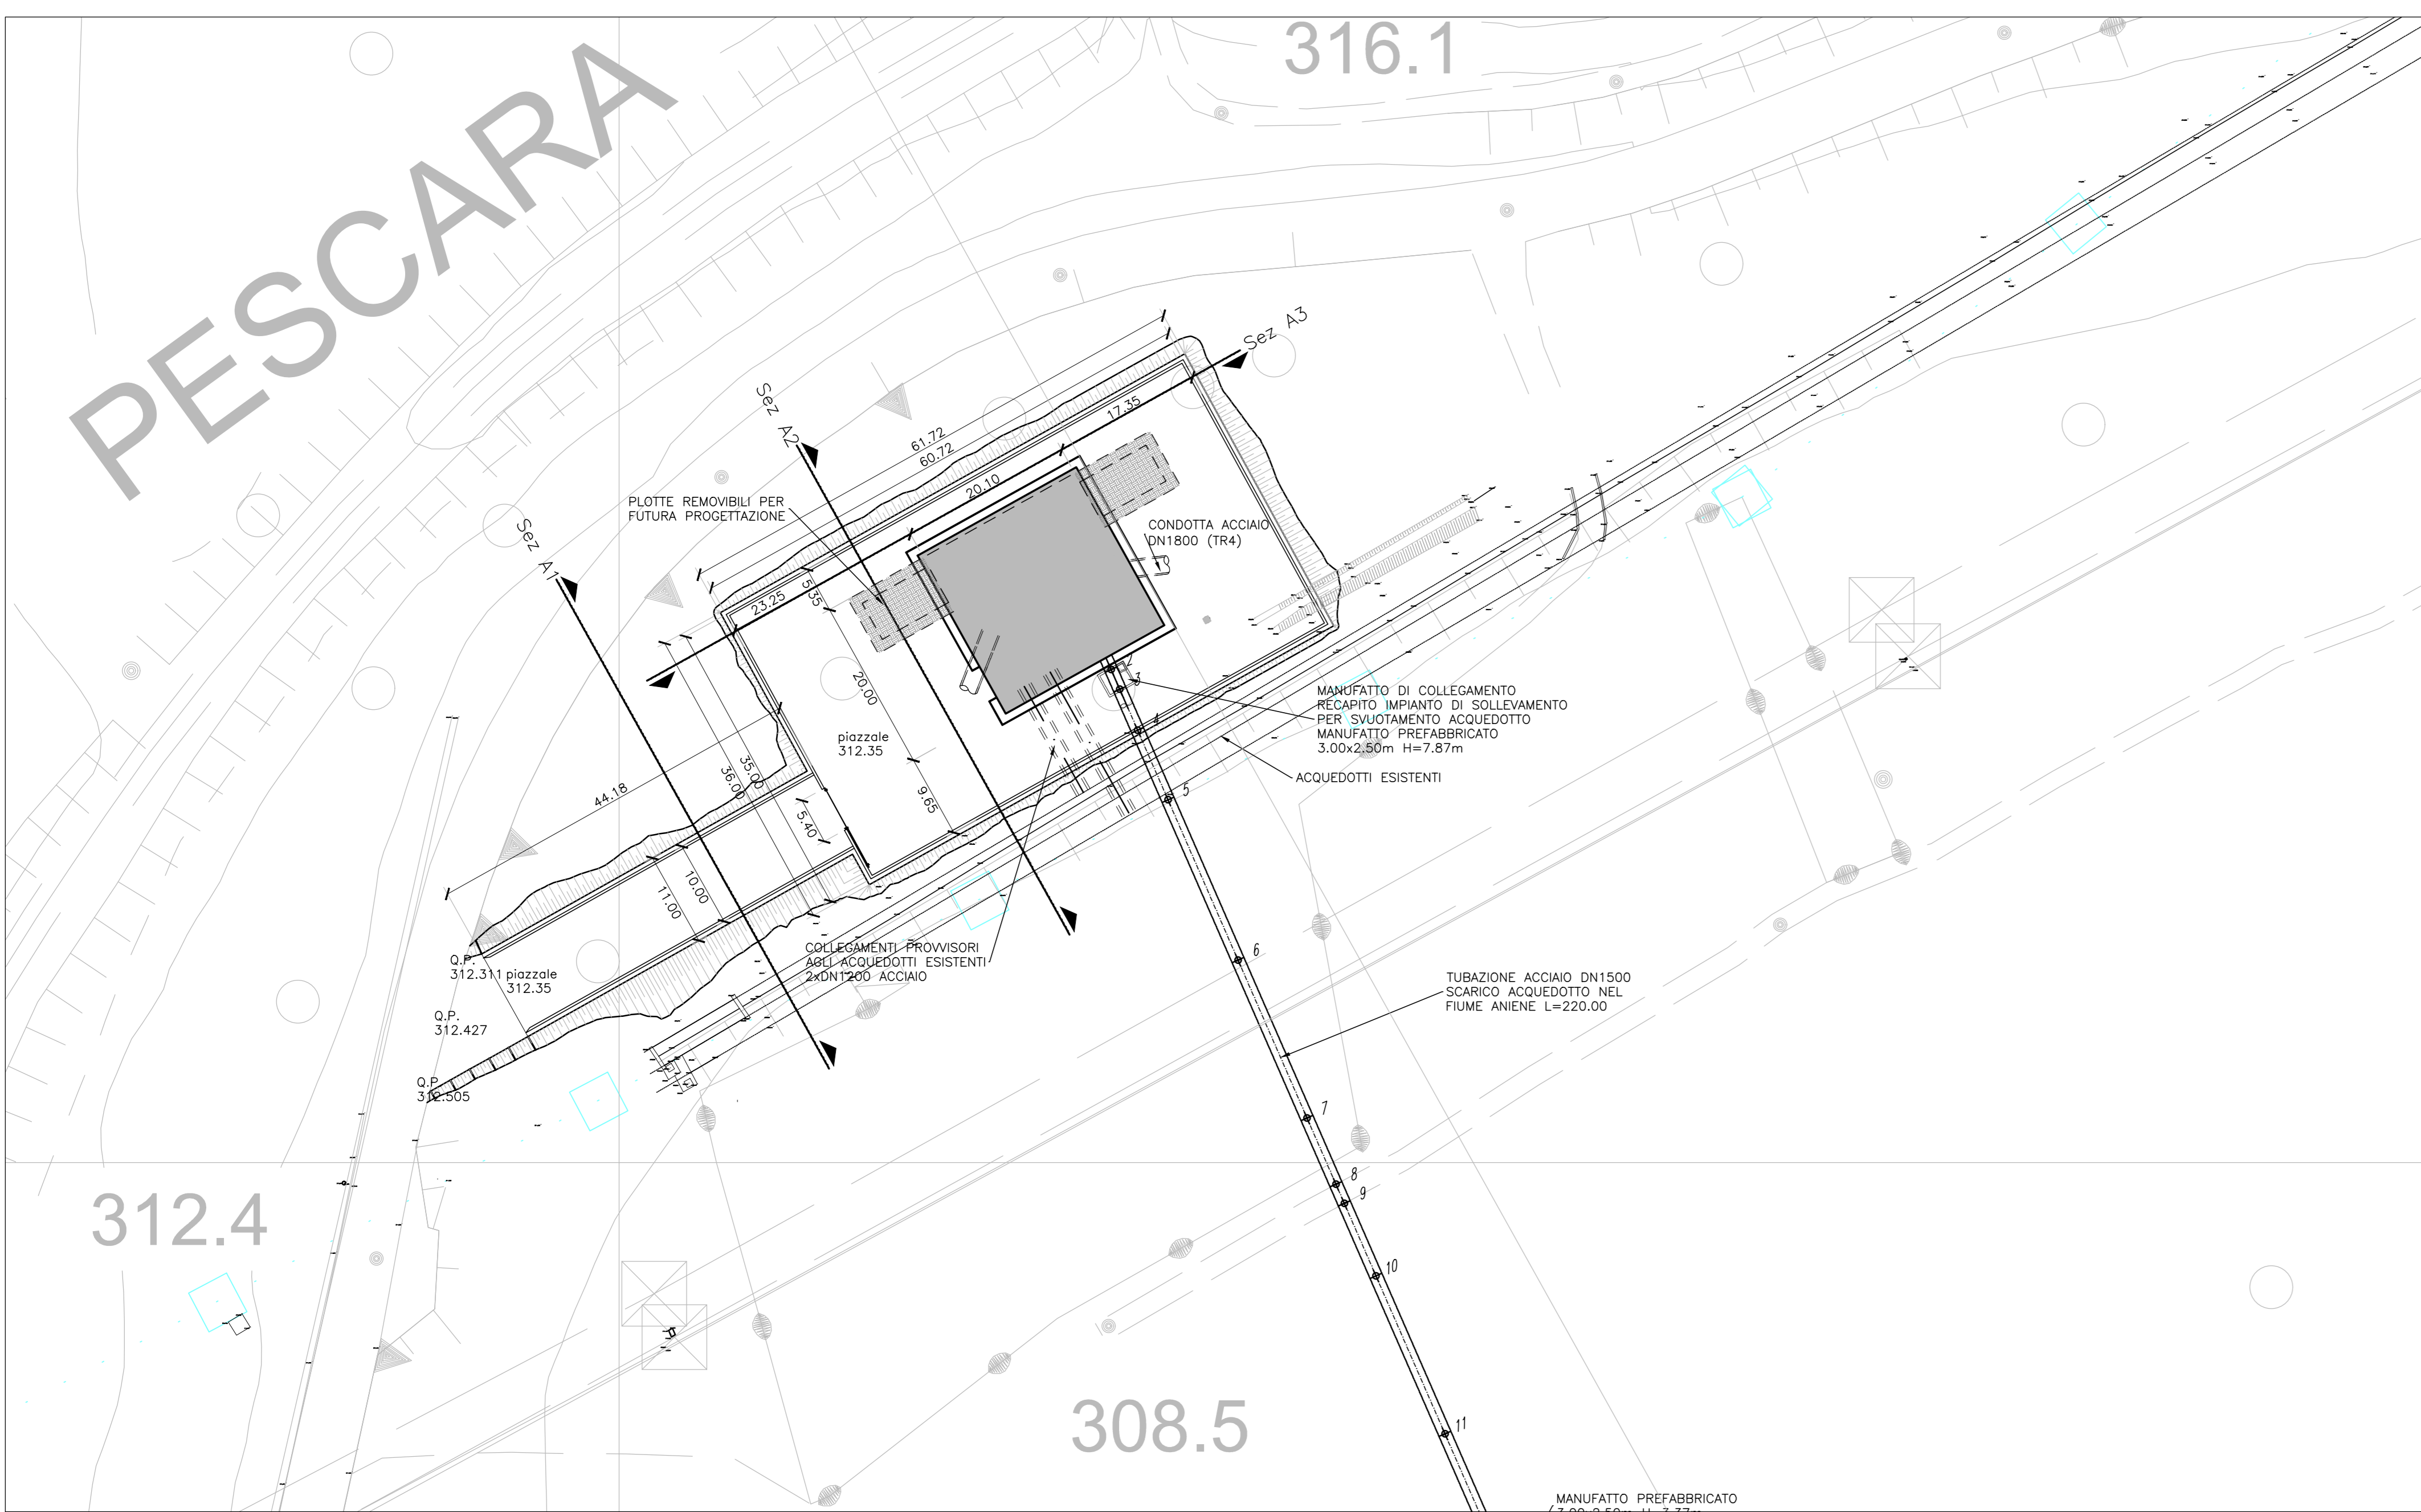 316.1
PESCARA
Sez A3
Sez A2
Sez A1
61.72
60.72
17.35
20.10
23.25
5.35
20.00
9.65
PLOTTE REMOVIBILI PER
FUTURA PROGETTAZIONE
CONDOTTA ACCIAIO
DN1800 (TR4)
2
3
4
5
6
7
8
9
10
11
MANUFATTO DI COLLEGAMENTO
RECAPITO IMPIANTO DI SOLLEVAMENTO
PER SVUOTAMENTO ACQUEDOTTO
MANUFATTO PREFABBRICATO
3.00x2.50m H=7.87m
ACQUEDOTTI ESISTENTI
piazzale
312.35
35.00
36.00
5.40
44.18
10.00
11.00
COLLEGAMENTI PROVVISORI
AGLI ACQUEDOTTI ESISTENTI
2xDN1200 ACCIAIO
Q.P.
312.311
piazzale
312.35
Q.P.
312.427
Q.P.
312.505
TUBAZIONE ACCIAIO DN1500
SCARICO ACQUEDOTTO NEL
FIUME ANIENE L=220.00
312.4
308.5
MANUFATTO PREFABBRICATO